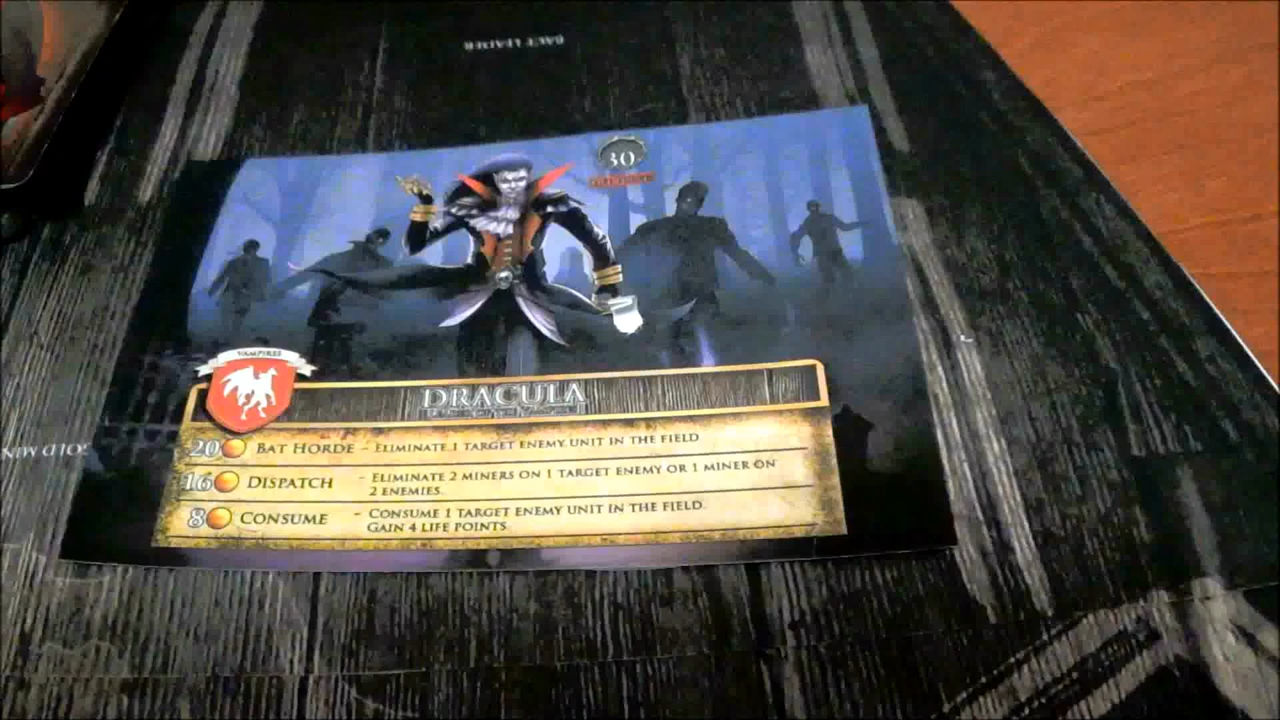 RACE LEADER
30
VAMPIRES
DRACULA
20 BAT HORDE - ELIMINATE 1 TARGET ENEMY UNIT IN THE FIELD
16 DISPATCH - ELIMINATE 2 MINERS ON 1 TARGET ENEMY OR 1 MINER ON
2 ENEMIES.
8 CONSUME - CONSUME 1 TARGET ENEMY UNIT IN THE FIELD.
GAIN 4 LIFE POINTS